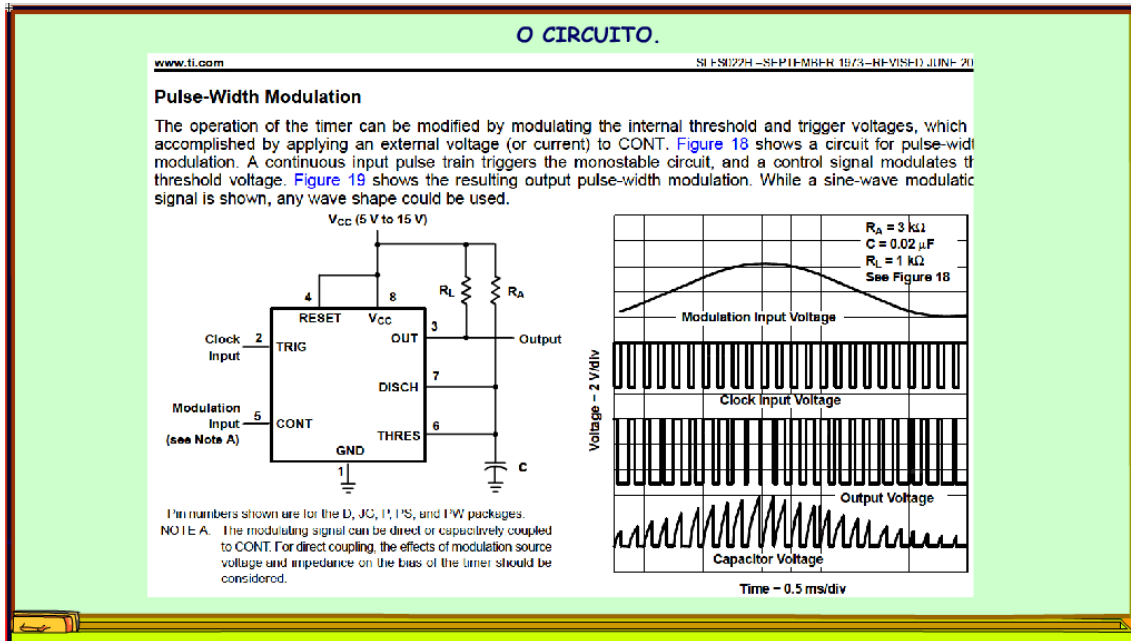 O CIRCUITO.
www.ti.com
SLFS022H –SEPTEMBER 1973–REVISED JUNE 20
Pulse-Width Modulation
The operation of the timer can be modified by modulating the internal threshold and trigger voltages, which
accomplished by applying an external voltage (or current) to CONT. Figure 18 shows a circuit for pulse-widt
modulation. A continuous input pulse train triggers the monostable circuit, and a control signal modulates th
threshold voltage. Figure 19 shows the resulting output pulse-width modulation. While a sine-wave modulatio
signal is shown, any wave shape could be used.
VCC (5 V to 15 V)
RL
RA
4
8
RESET
VCC
3
OUT
Output
Clock
Input
2
TRIG
7
DISCH
Modulation
Input
(see Note A)
5
CONT
6
THRES
GND
1
C
Pin numbers shown are for the D, JG, P, PS, and PW packages.
NOTE A. The modulating signal can be direct or capacitively coupled
to CONT. For direct coupling, the effects of modulation source
voltage and impedance on the bias of the timer should be
considered.
RA = 3 kΩ
C = 0.02 µF
RL = 1 kΩ
See Figure 18
Modulation Input Voltage
Voltage – 2 V/div
Clock Input Voltage
Output Voltage
Capacitor Voltage
Time – 0.5 ms/div